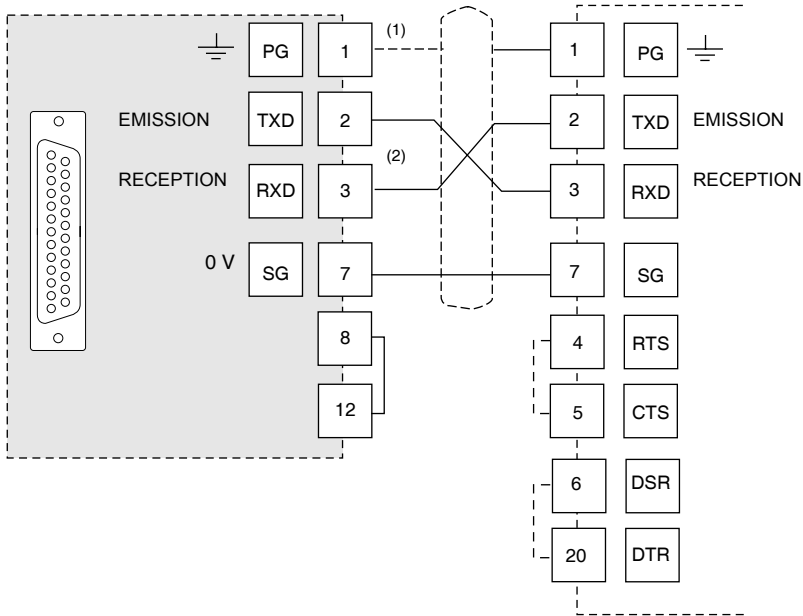 PG 1 (1) 1 PG
EMISSION TXD 2 2 TXD EMISSION
RECEPTION RXD 3 (2) 3 RXD RECEPTION
0 V SG 7 7 SG
8 4 RTS
12 5 CTS
6 DSR
20 DTR